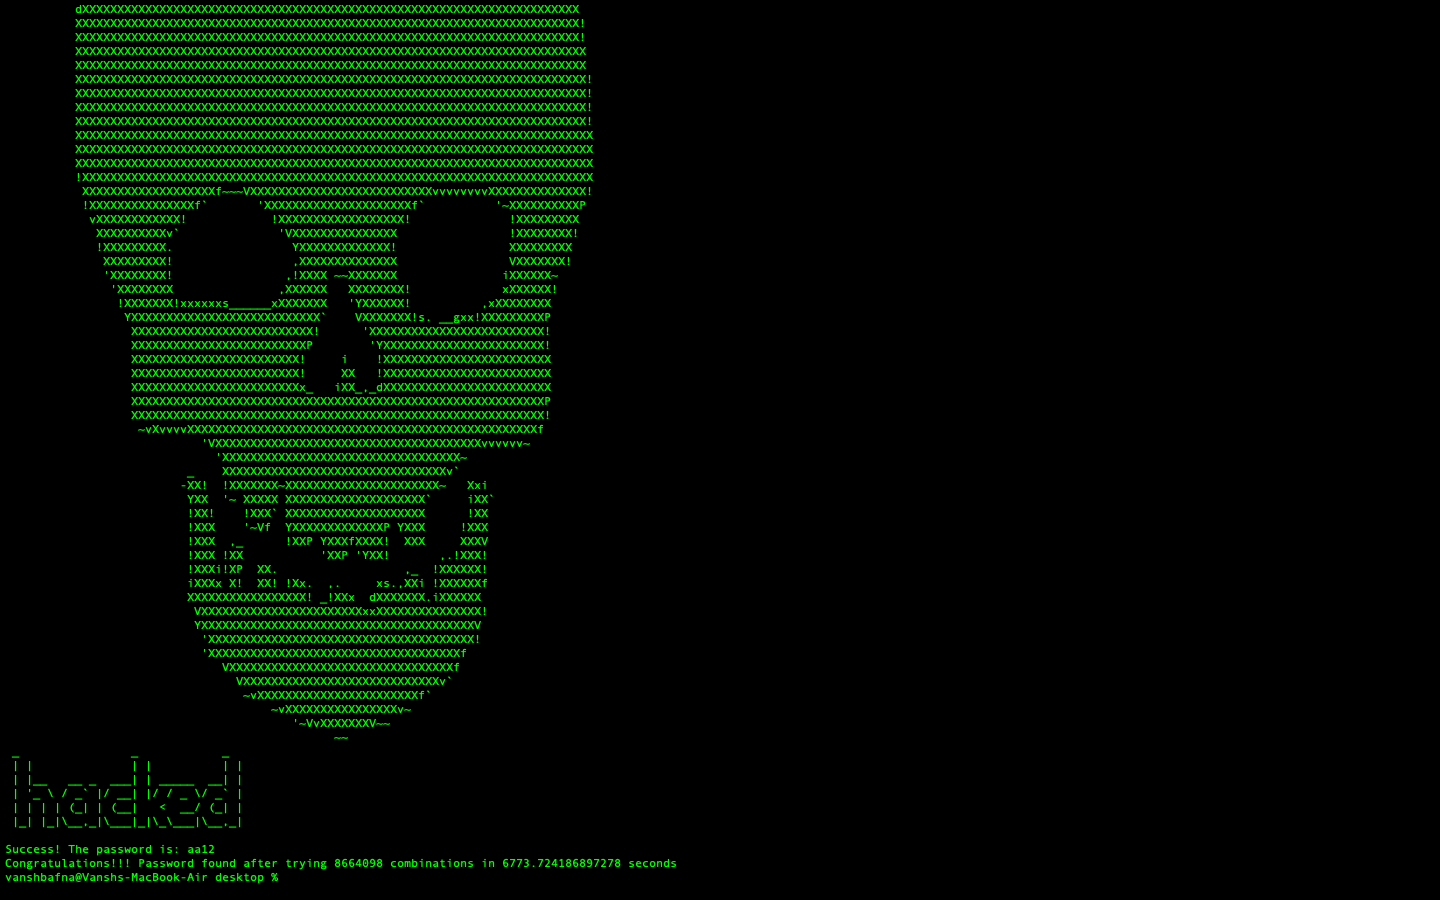 hacked
Success! The password is: aa12
Congratulations!!! Password found after trying 8664098 combinations in 6773.724186897278 seconds
vanshbafna@Vanshs-MacBook-Air desktop %